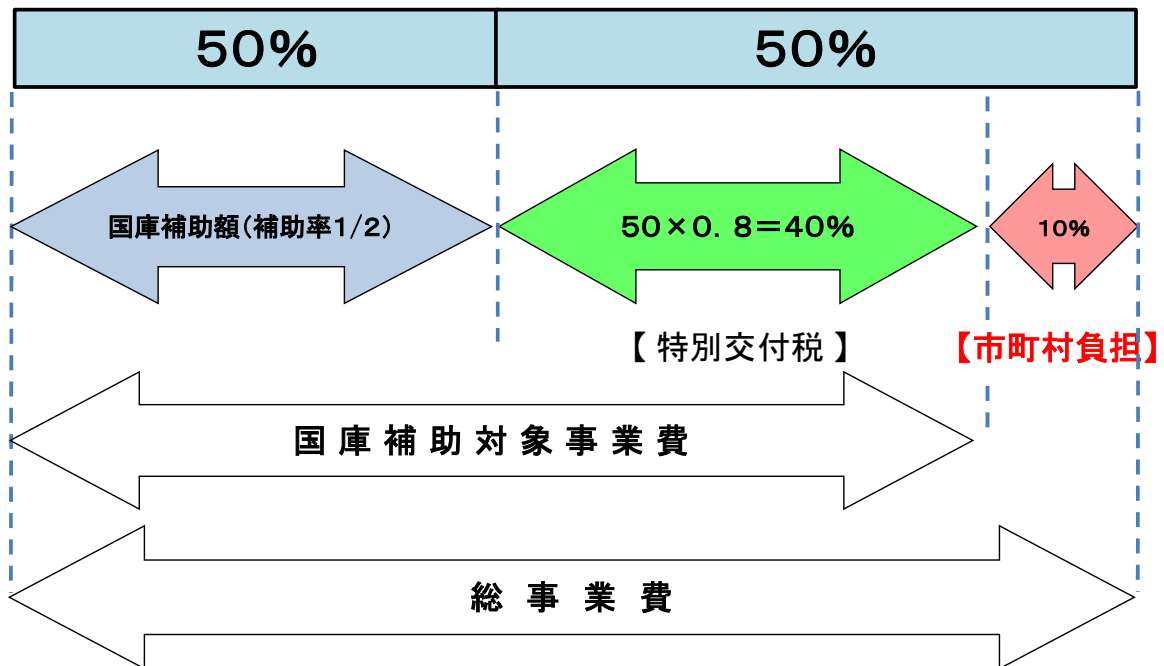 50%
50%
国庫補助額(補助率1/2)
50×0.8=40%
10%
【 特別交付税 】
【市町村負担】
国 庫 補 助 対 象 事 業 費
総 事 業 費